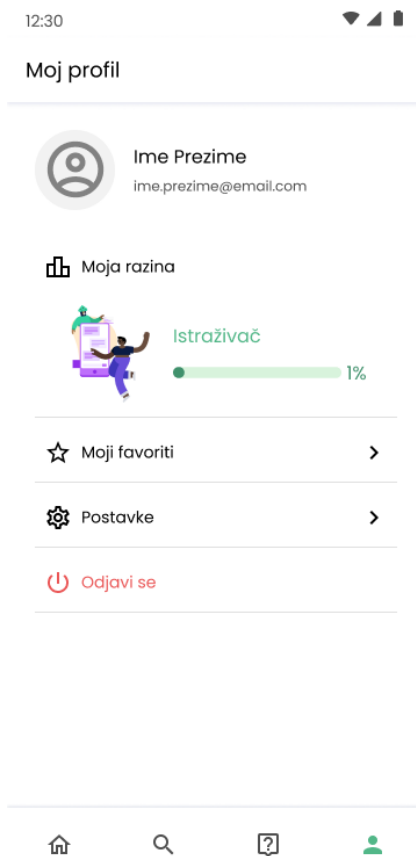 12:30
Moj profil
Ime Prezime
ime.prezime@email.com
Moja razina
Istraživač
1%
Moji favoriti
Postavke
Odjavi se